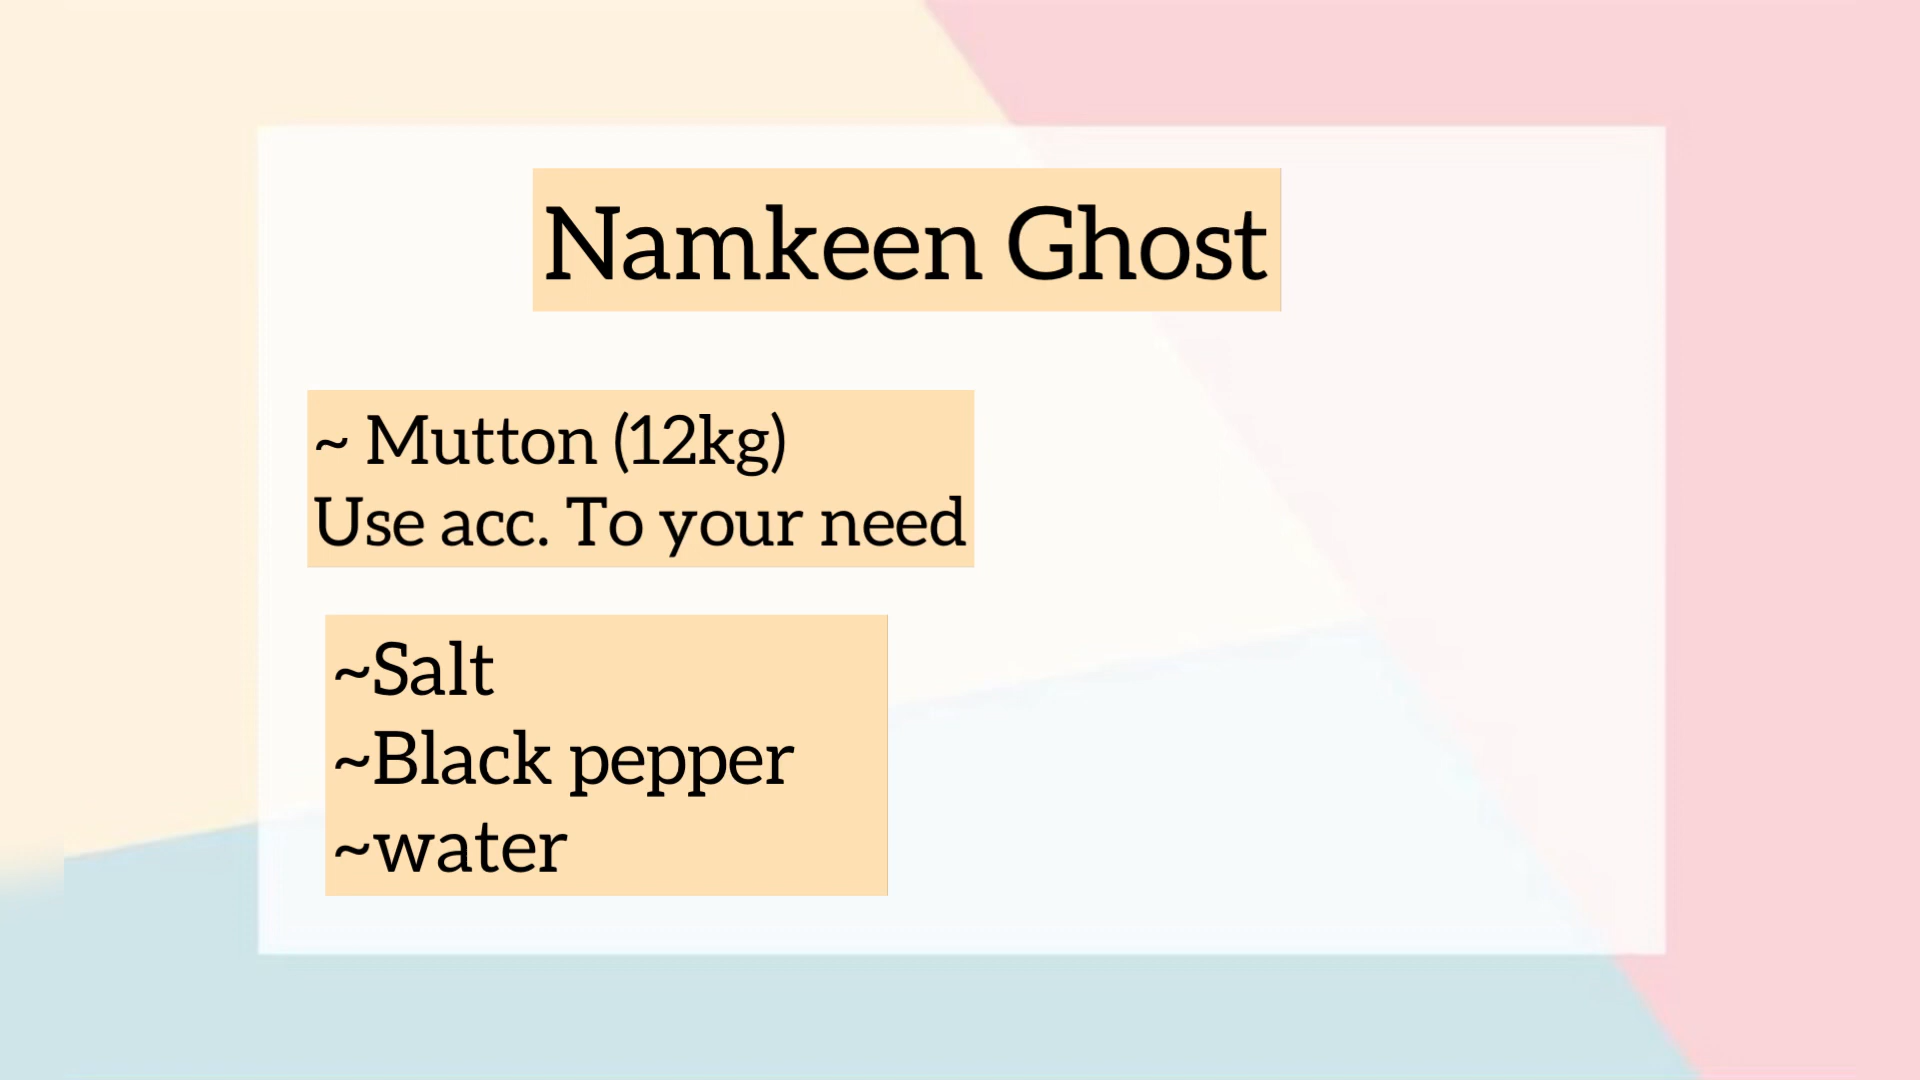 Namkeen Ghost
~ Mutton (12kg)
Use acc. To your need
~Salt
~Black pepper
~water